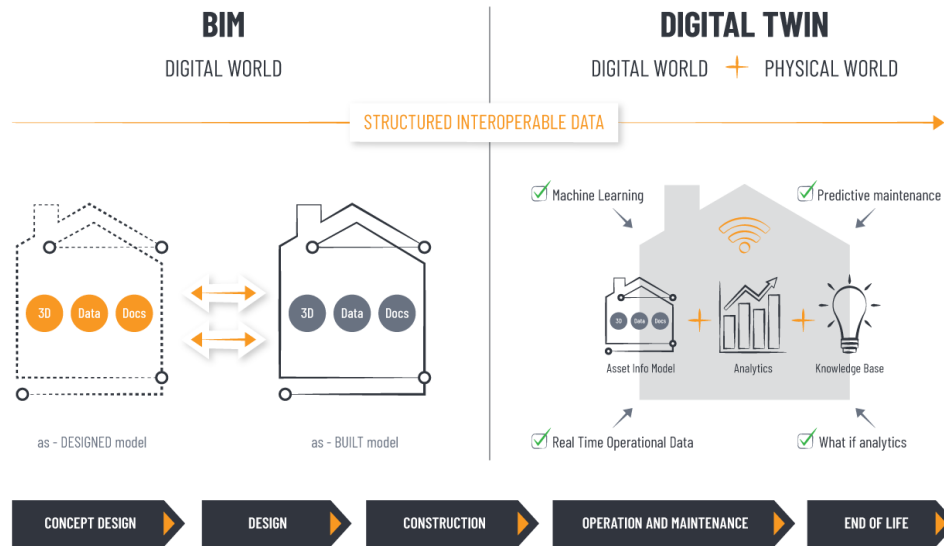 BIM
DIGITAL WORLD
DIGITAL TWIN
DIGITAL WORLD + PHYSICAL WORLD
STRUCTURED INTEROPERABLE DATA
3D Data Docs
as - DESIGNED model
3D Data Docs
as - BUILT model
Machine Learning
Predictive maintenance
3D Data Docs
Asset Info Model + Analytics + Knowledge Base
Real Time Operational Data
What if analytics
CONCEPT DESIGN
DESIGN
CONSTRUCTION
OPERATION AND MAINTENANCE
END OF LIFE